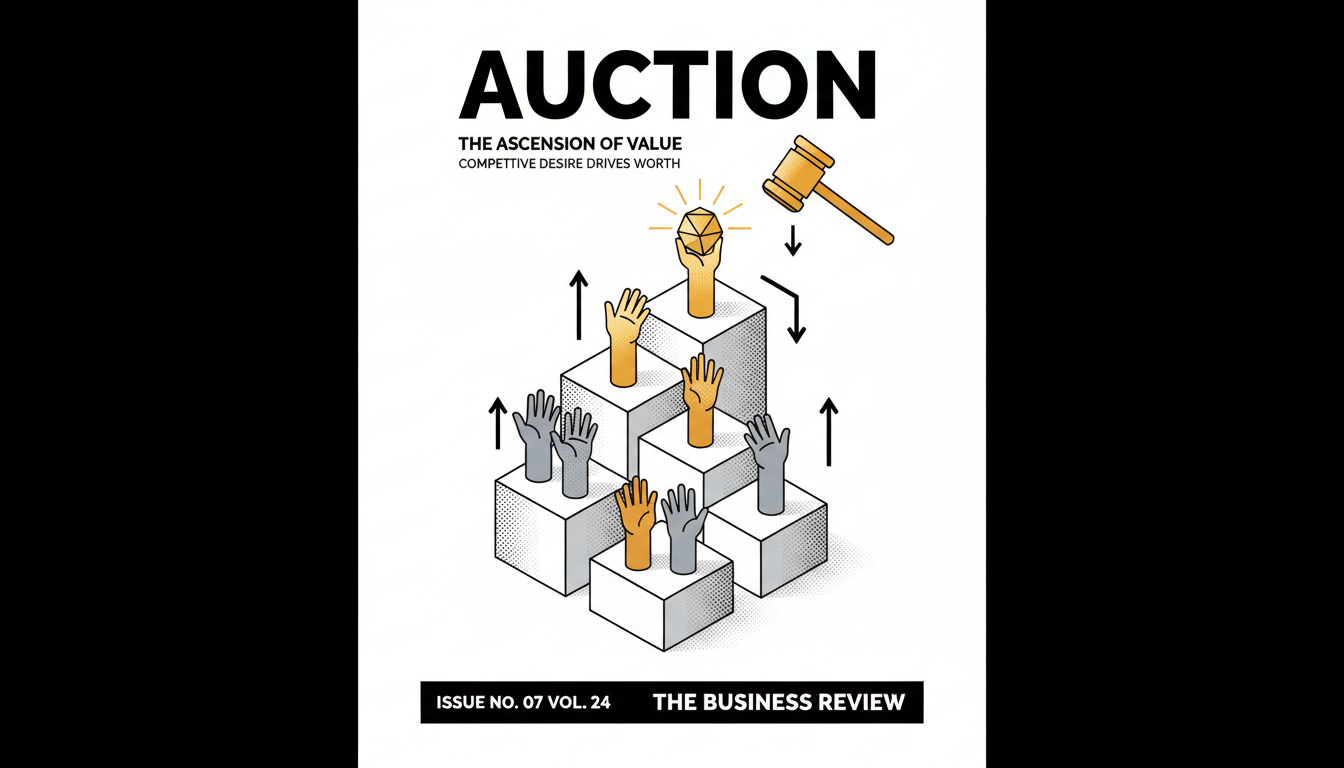 AUCTION
THE ASCENSION OF VALUE
COMPETTIVE DESIRE DRIVES WORTH
ISSUE NO. 07 VOL. 24
THE BUSINESS REVIEW